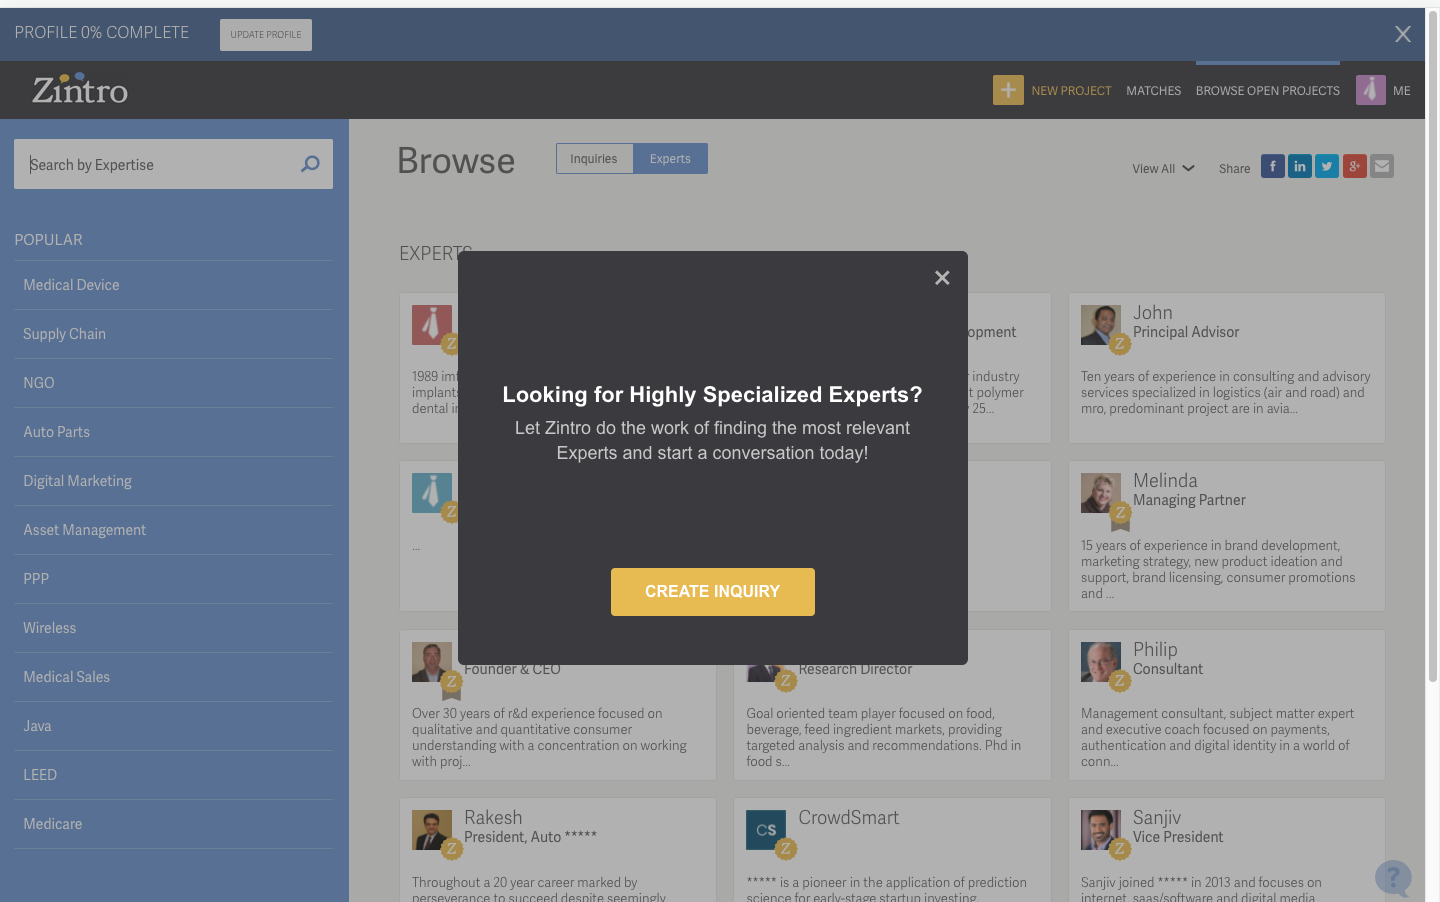 PROFILE 0% COMPLETE
UPDATE PROFILE
X
Zintro
NEW PROJECT
MATCHES
BROWSE OPEN PROJECTS
ME
Search by Expertise
POPULAR
Medical Device
Supply Chain
NGO
Auto Parts
Digital Marketing
Asset Management
PPP
Wireless
Medical Sales
Java
LEED
Medicare
Browse
Inquiries
Experts
View All
Share
EXPERTS
Looking for Highly Specialized Experts?
Let Zintro do the work of finding the most relevant
Experts and start a conversation today!
CREATE INQUIRY
1989
implants
dental
industry
polymer
25...
John
Principal Advisor
Ten years of experience in consulting and advisory
services specialized in logistics (air and road) and
mro, predominant project are in avia...
...
Melinda
Managing Partner
15 years of experience in brand development,
marketing strategy, new product ideation and
support, brand licensing, consumer promotions
and ...
Founder & CEO
Over 30 years of r&d experience focused on
qualitative and quantitative consumer
understanding with a concentration on working
with proj...
Research Director
Goal oriented team player focused on food,
beverage, feed ingredient markets, providing
targeted analysis and recommendations. Phd in
food s...
Philip
Consultant
Management consultant, subject matter expert
and executive coach focused on payments,
authentication and digital identity in a world of
conn...
Rakesh
President, Auto *****
Throughout a 20 year career marked by
perseverance to succeed despite seemingly
CS
CrowdSmart
***** is a pioneer in the application of prediction
science for early-stage startup investing
Sanjiv
Vice President
Sanjiv joined ***** in 2013 and focuses on
internet, saas/software and digital media